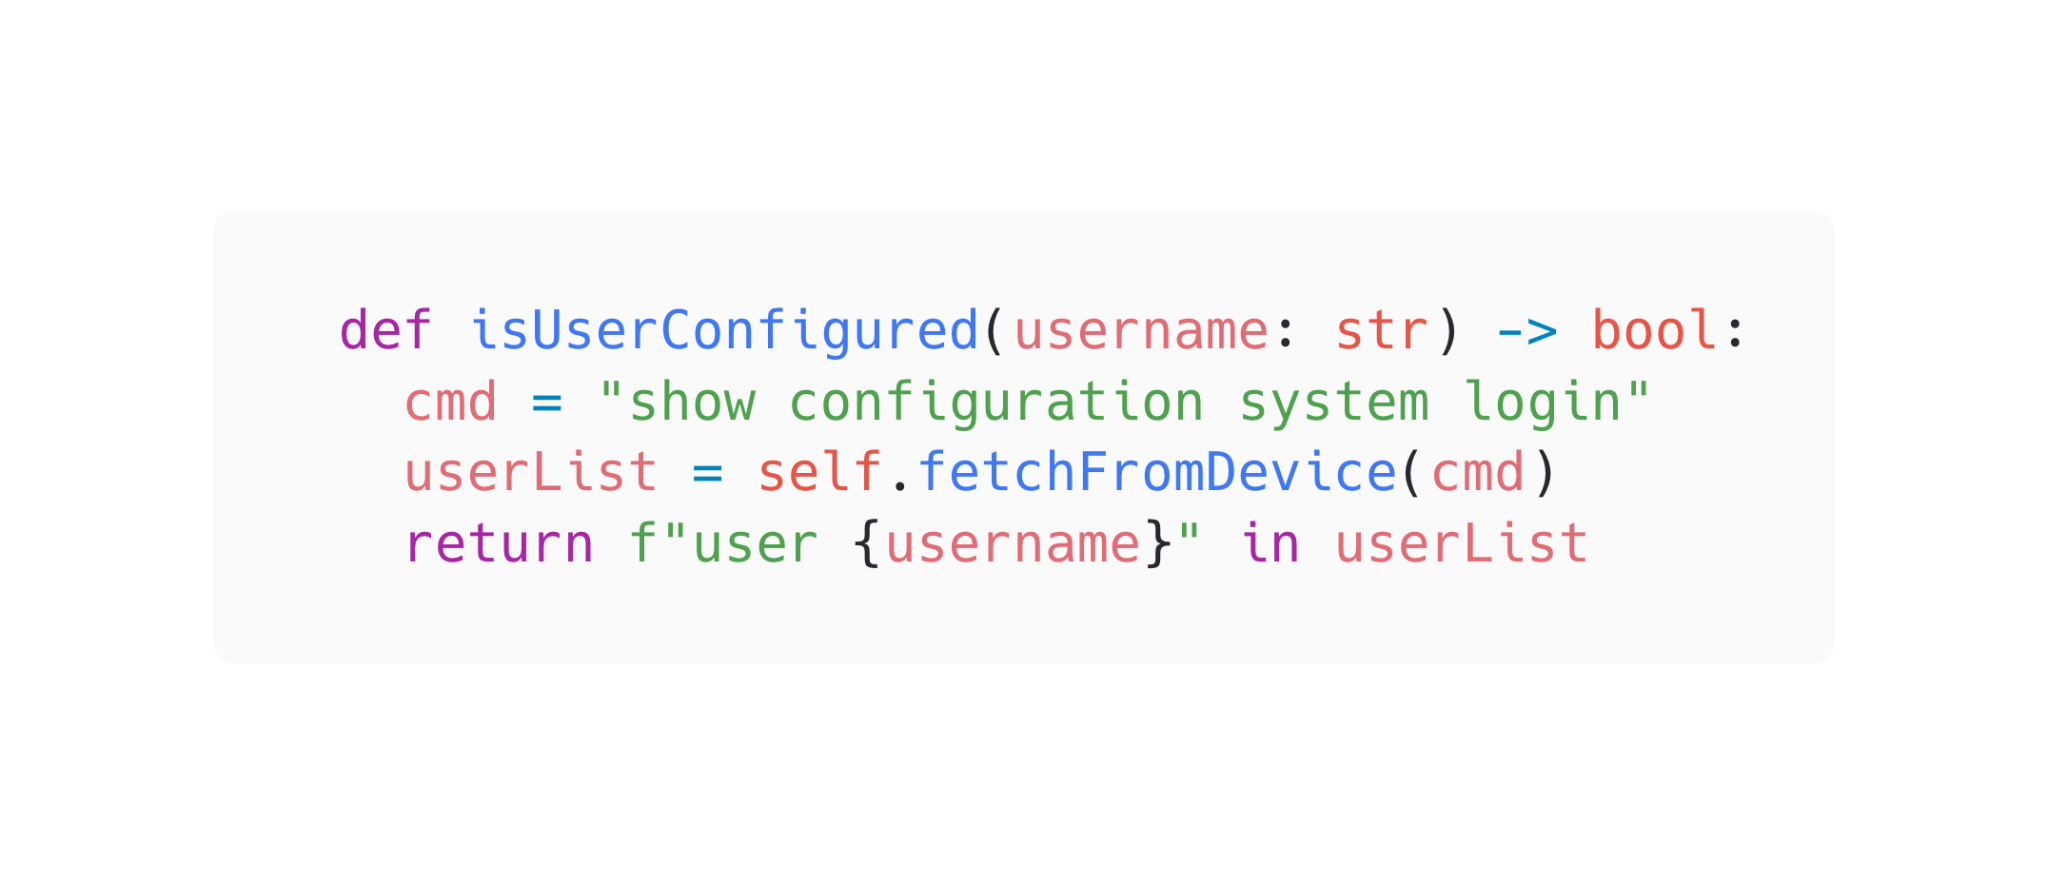 def isUserConfigured(username: str) -> bool:
  cmd = "show configuration system login"
  userList = self.fetchFromDevice(cmd)
  return f"user {username}" in userList